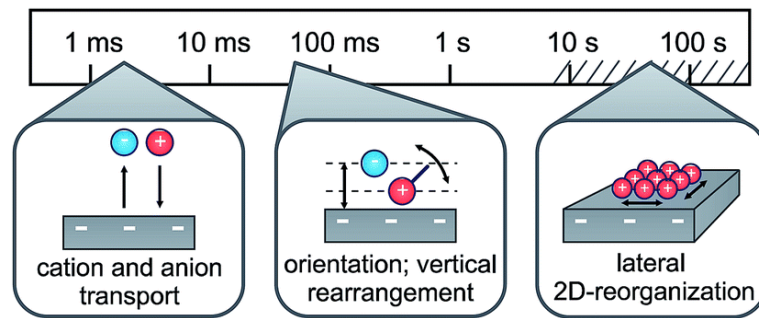 1 ms 10 ms 100 ms 1 s 10 s 100 s
- +
-
+
+ + + + + + + + +
- - -
- - -
- - -
cation and anion
transport
orientation; vertical
rearrangement
lateral
2D-reorganization